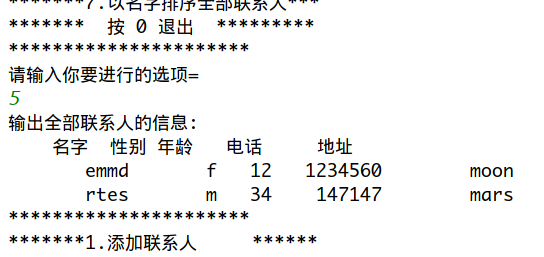 *******7.以名字排序全部联系人***
*******  按 0 退出  *********
**********************
请输入你要进行的选项=
5
输出全部联系人的信息:
    名字  性别 年龄   电话     地址
       emmd       f   12   1234560        moon
       rtes       m   34    147147        mars
**********************
*******1.添加联系人     ******